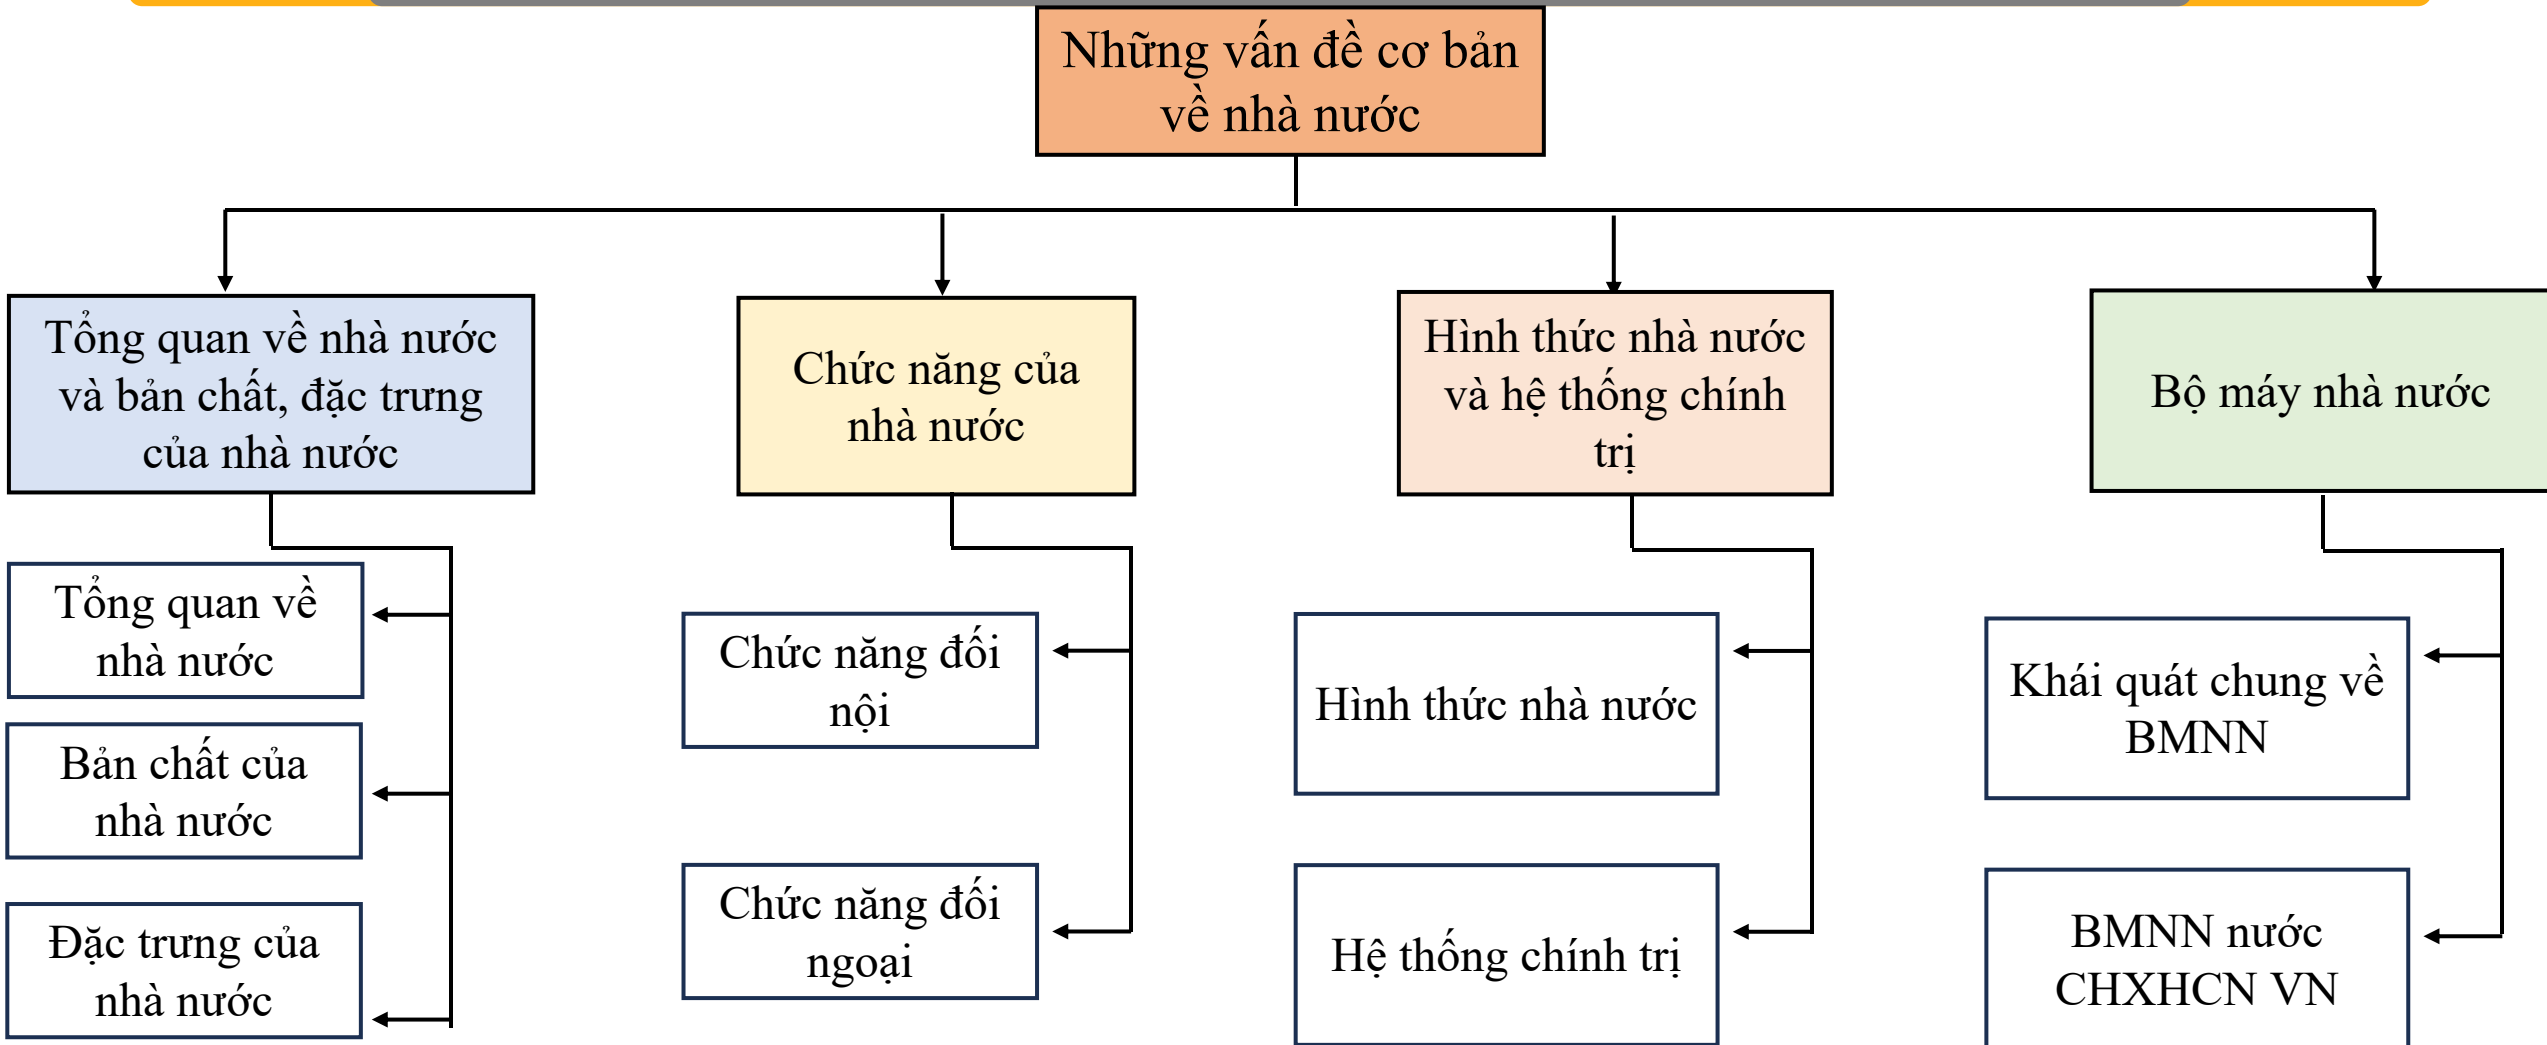 Những vấn đề cơ bản
về nhà nước
Tổng quan về nhà nước
và bản chất, đặc trưng
của nhà nước
Chức năng của
nhà nước
Hình thức nhà nước
và hệ thống chính
trị
Bộ máy nhà nước
Tổng quan về
nhà nước
Bản chất của
nhà nước
Đặc trưng của
nhà nước
Chức năng đối
nội
Chức năng đối
ngoại
Hình thức nhà nước
Hệ thống chính trị
Khái quát chung về
BMNN
BMNN nước
CHXHCN VN